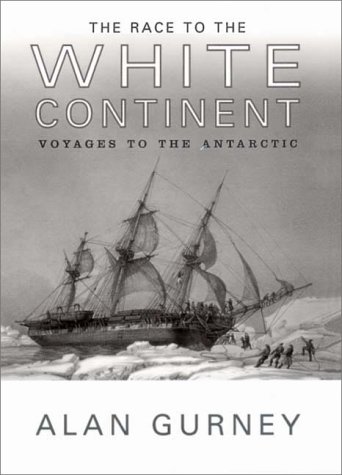 THE RACE TO THE
WHITE
CONTINENT
VOYAGES TO THE ANTARCTIC
ALAN GURNEY